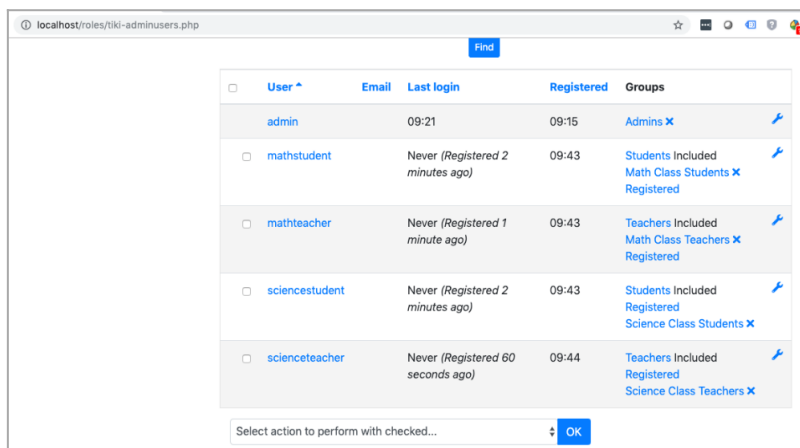 localhost/roles/tiki-adminusers.php
Find
User Email Last login Registered Groups
admin 09:21 09:15 Admins
mathstudent Never (Registered 2 minutes ago) 09:43 Students Included
Math Class Students
Registered
mathteacher Never (Registered 1 minute ago) 09:43 Teachers Included
Math Class Teachers
Registered
sciencestudent Never (Registered 2 minutes ago) 09:43 Students Included
Registered
Science Class Students
scienceteacher Never (Registered 60 seconds ago) 09:44 Teachers Included
Registered
Science Class Teachers
Select action to perform with checked... OK